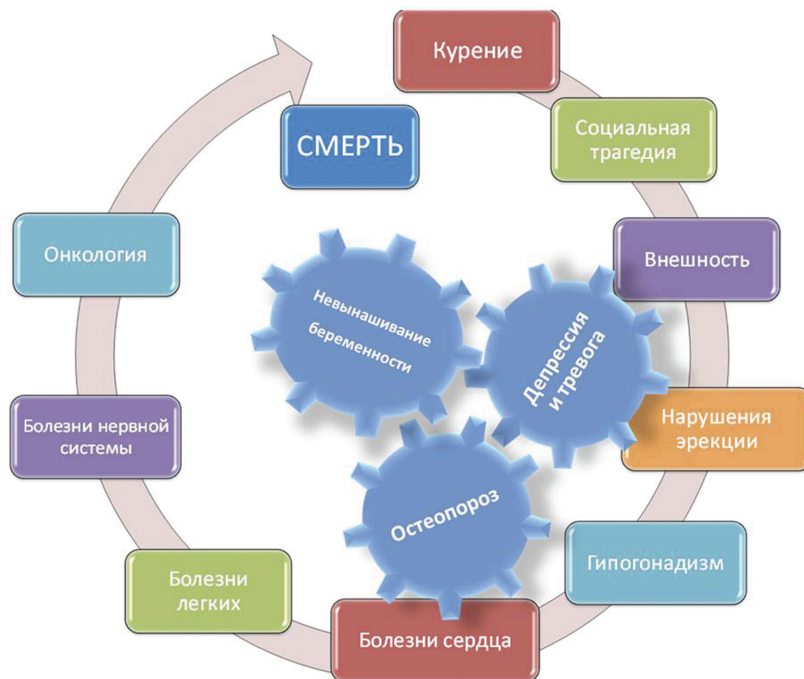 Курение
Социальная
трагедия
Внешность
Нарушения
эрекции
Гипогонадизм
Болезни сердца
Болезни
легких
Болезни нервной
системы
Онкология
СМЕРТЬ
Невынашивание
беременности
Депрессия
и тревога
Остеопороз